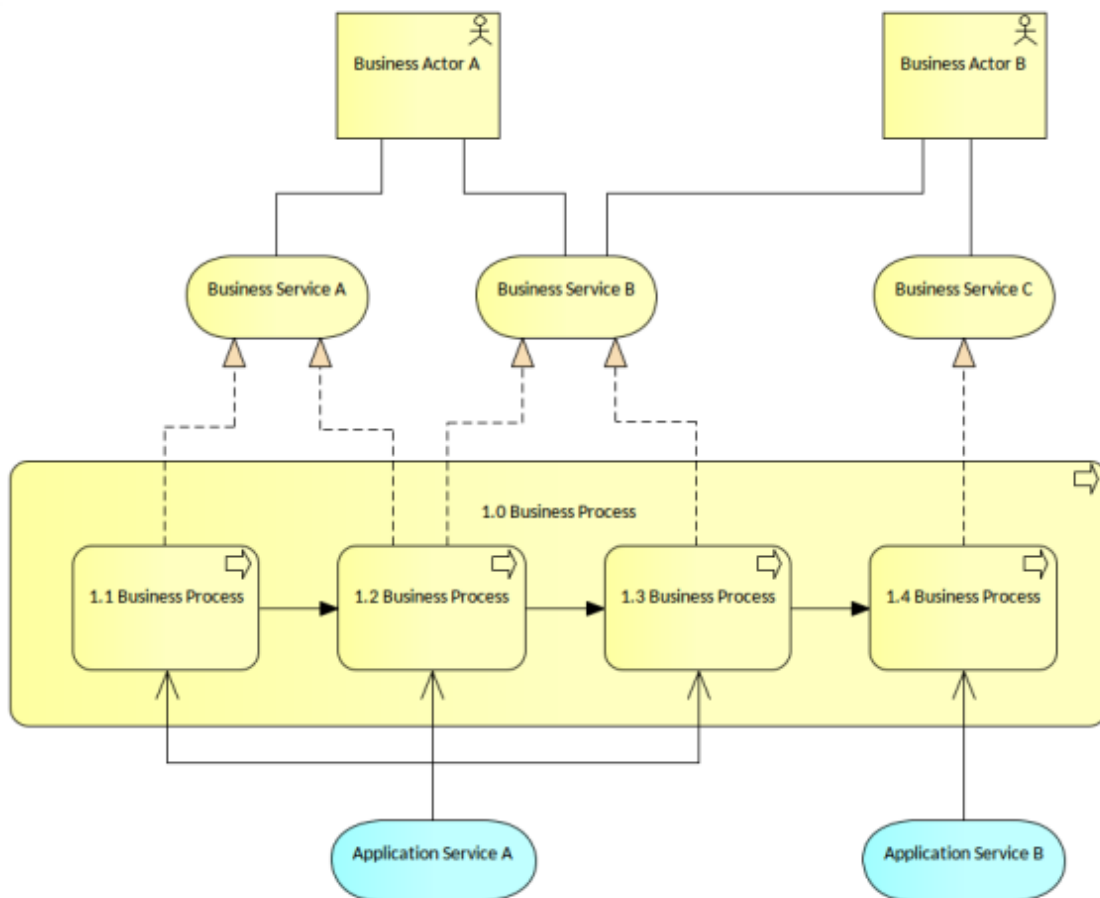 Business Actor A
Business Actor B
Business Service A
Business Service B
Business Service C
1.0 Business Process
1.1 Business Process
1.2 Business Process
1.3 Business Process
1.4 Business Process
Application Service A
Application Service B